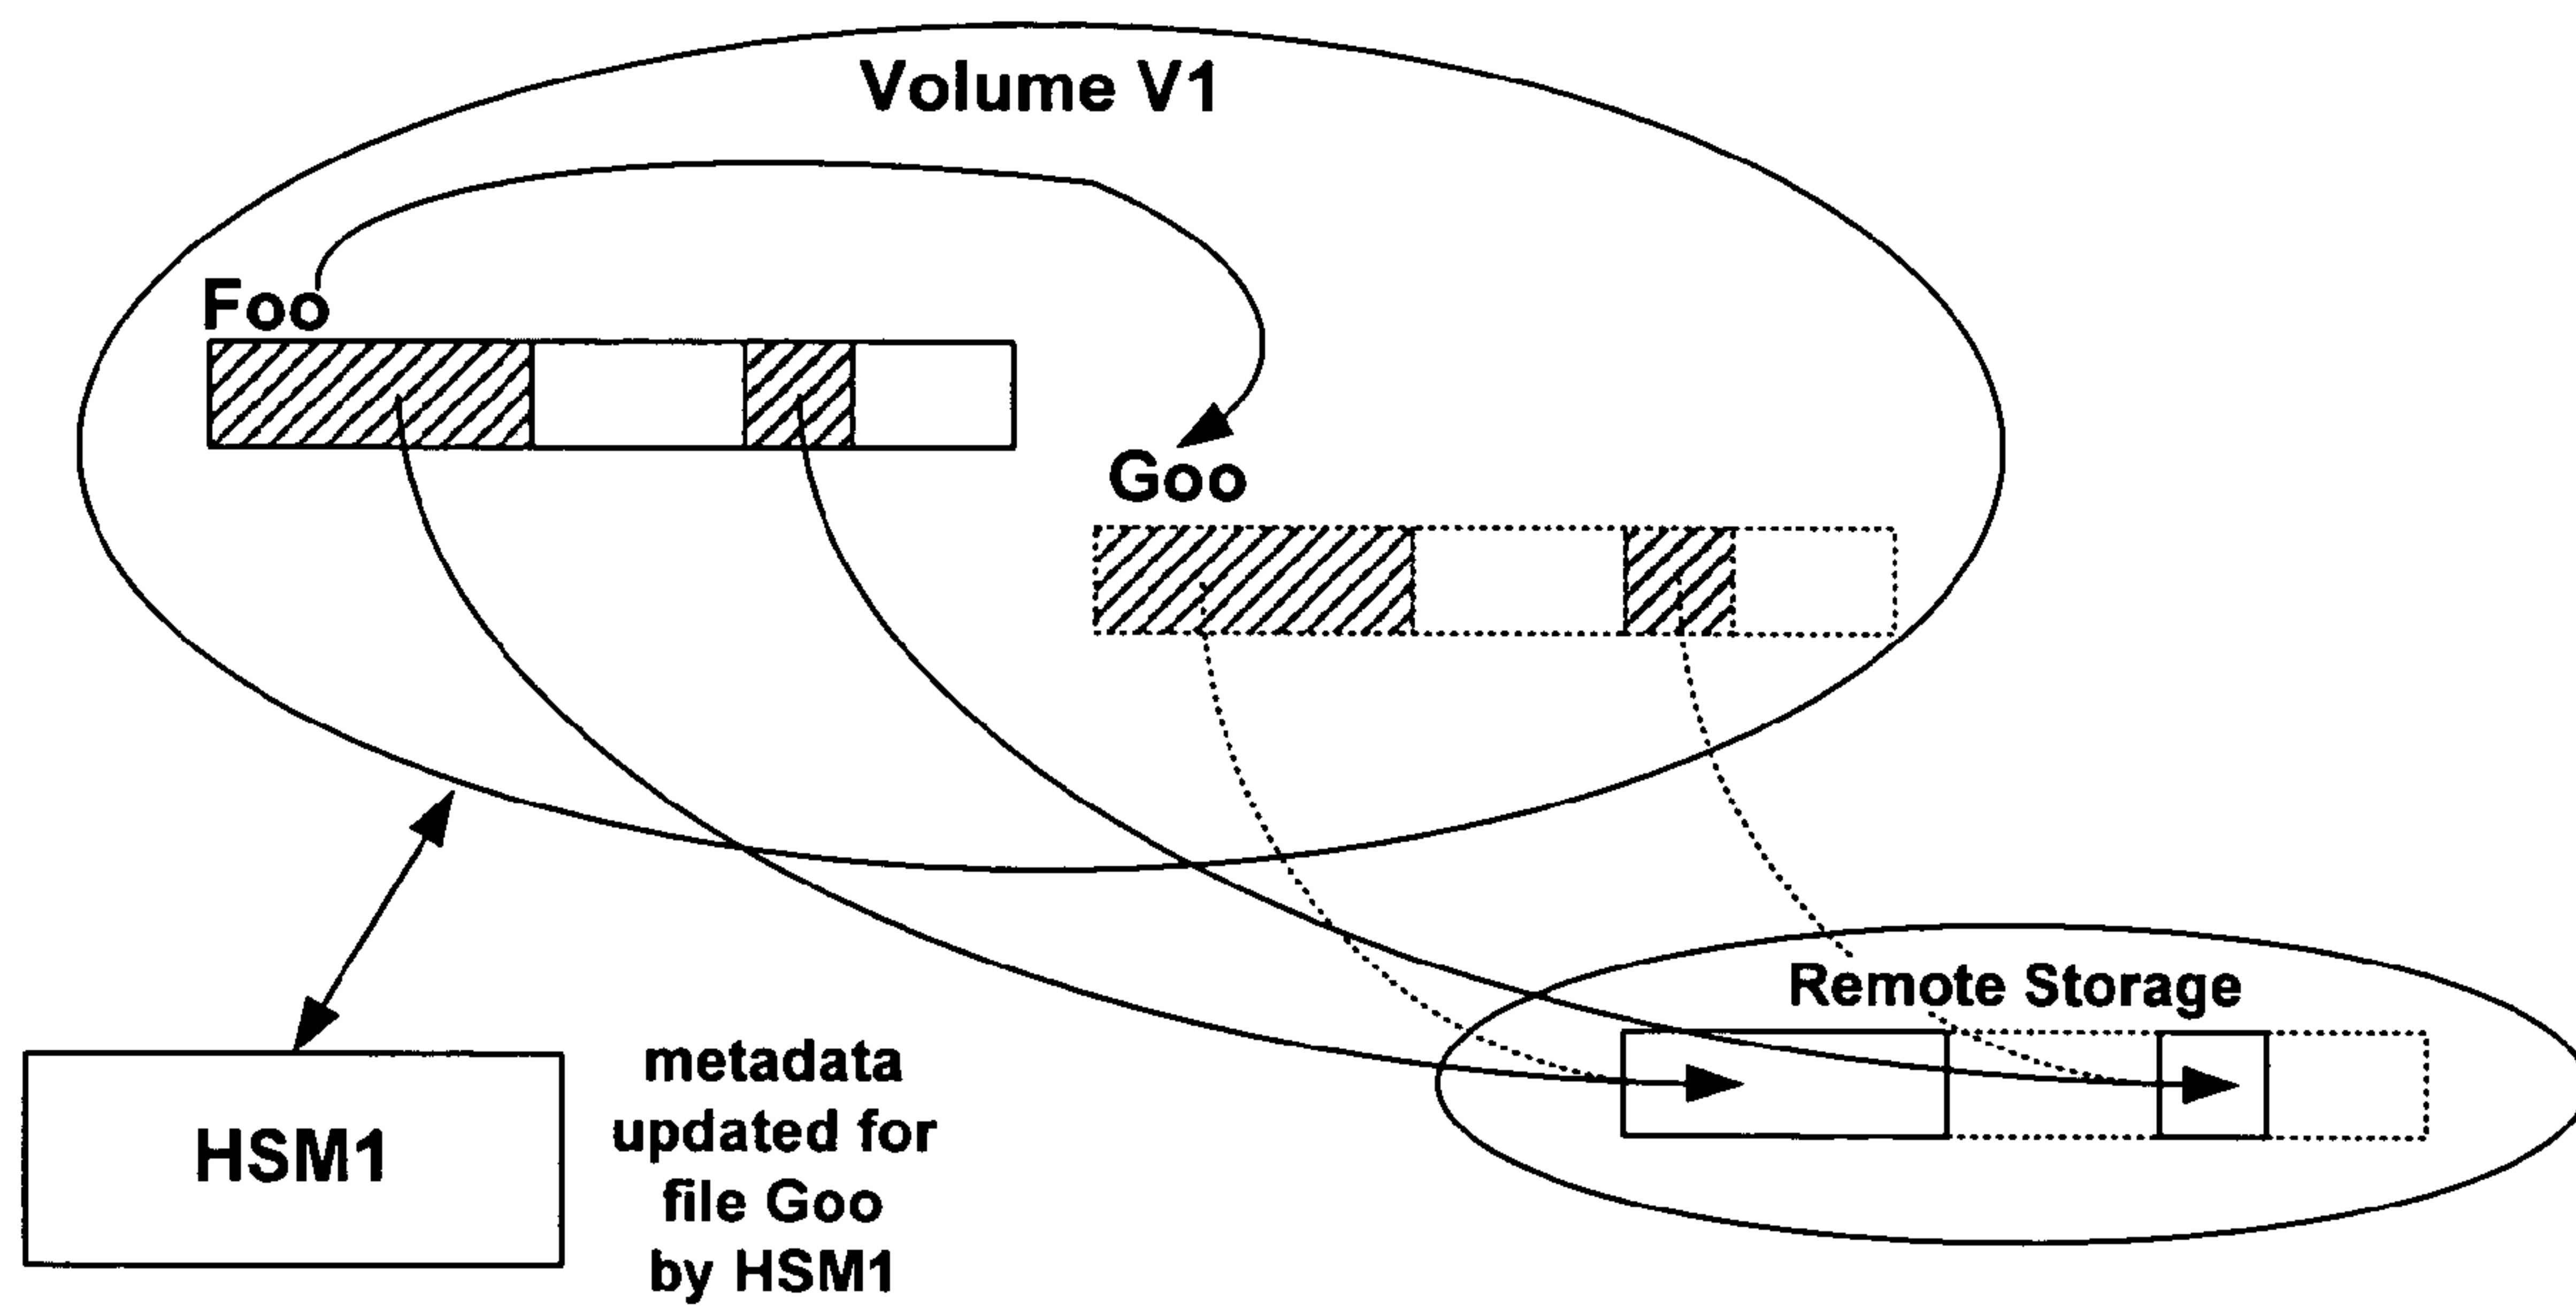 Volume V1
Foo
Goo
Remote Storage
HSM1
metadata
updated for
file Goo
by HSM1